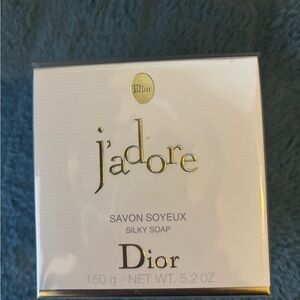 Dior
j'adore
SAVON SOYEUX
SILKY SOAP
Dior
150 g - NET WT. 5.2 OZ